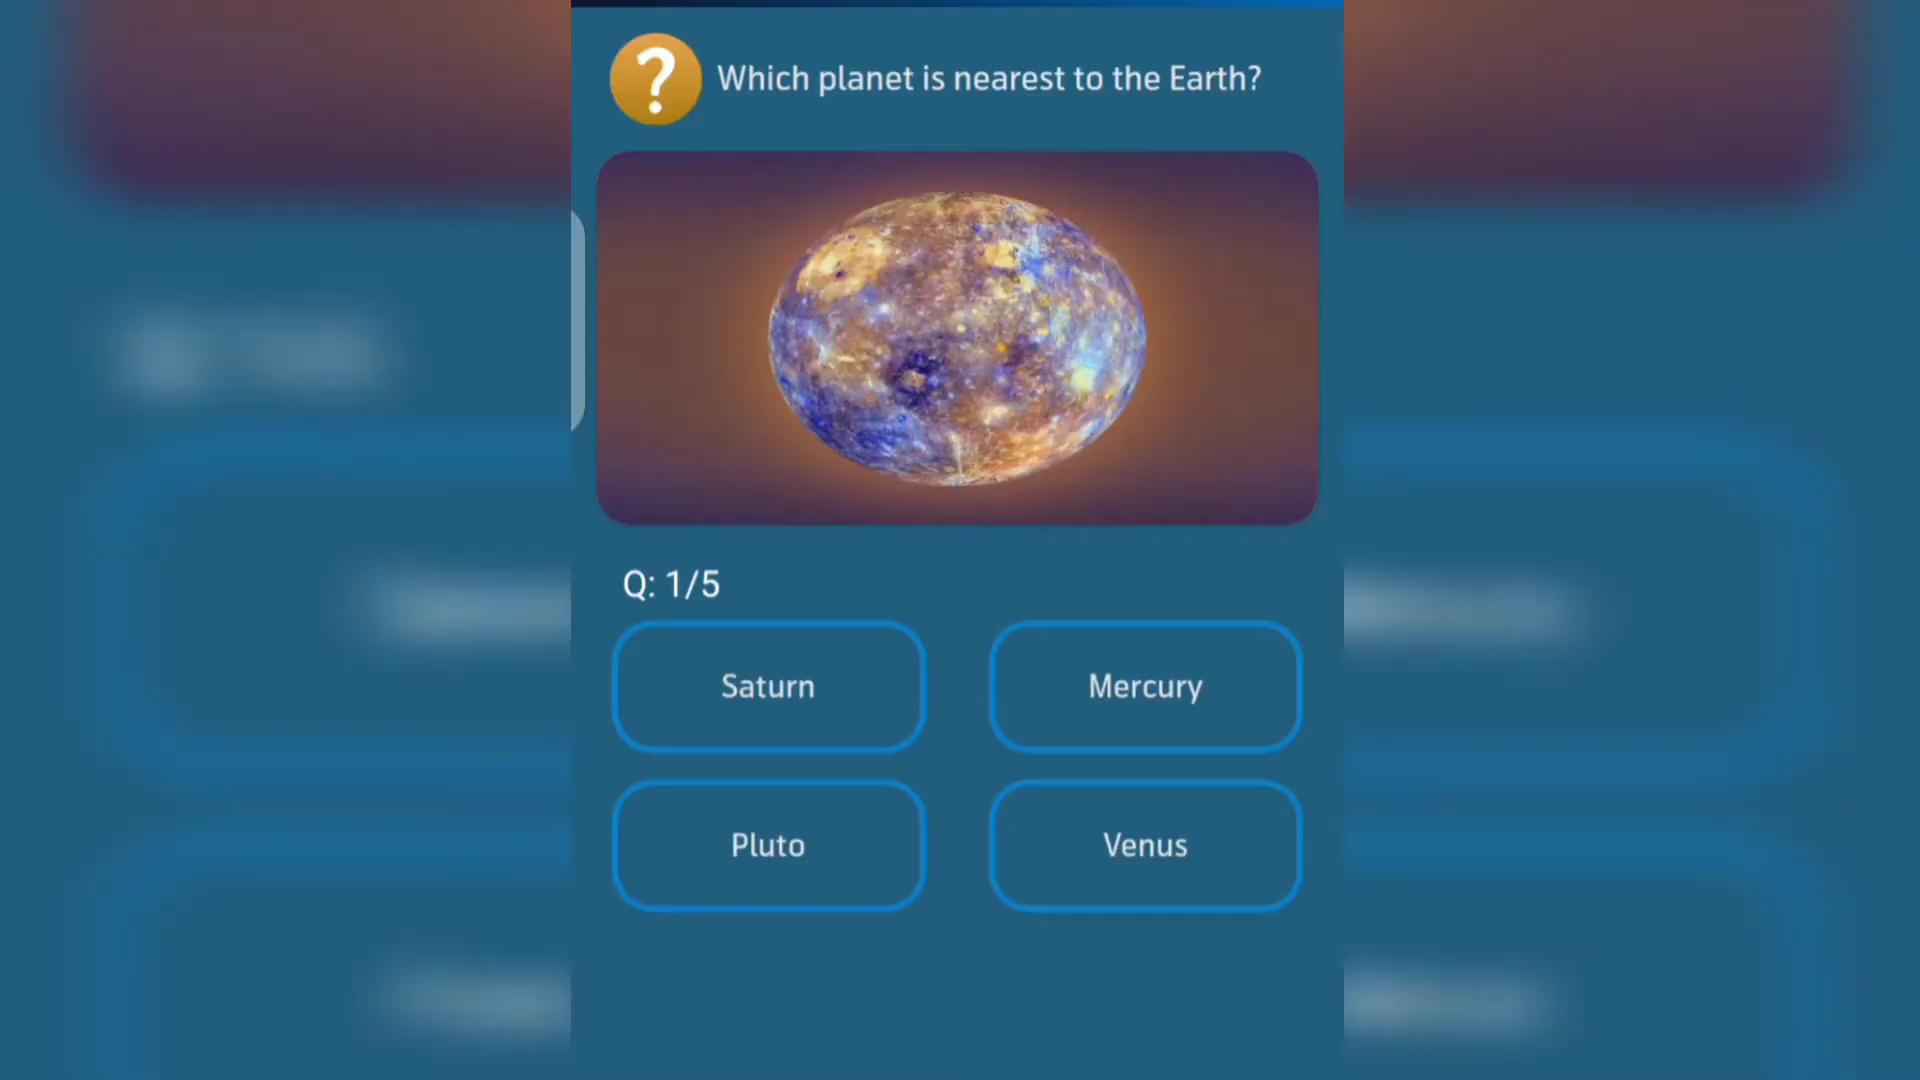 Which planet is nearest to the Earth?
Q: 1/5
Saturn
Mercury
Pluto
Venus